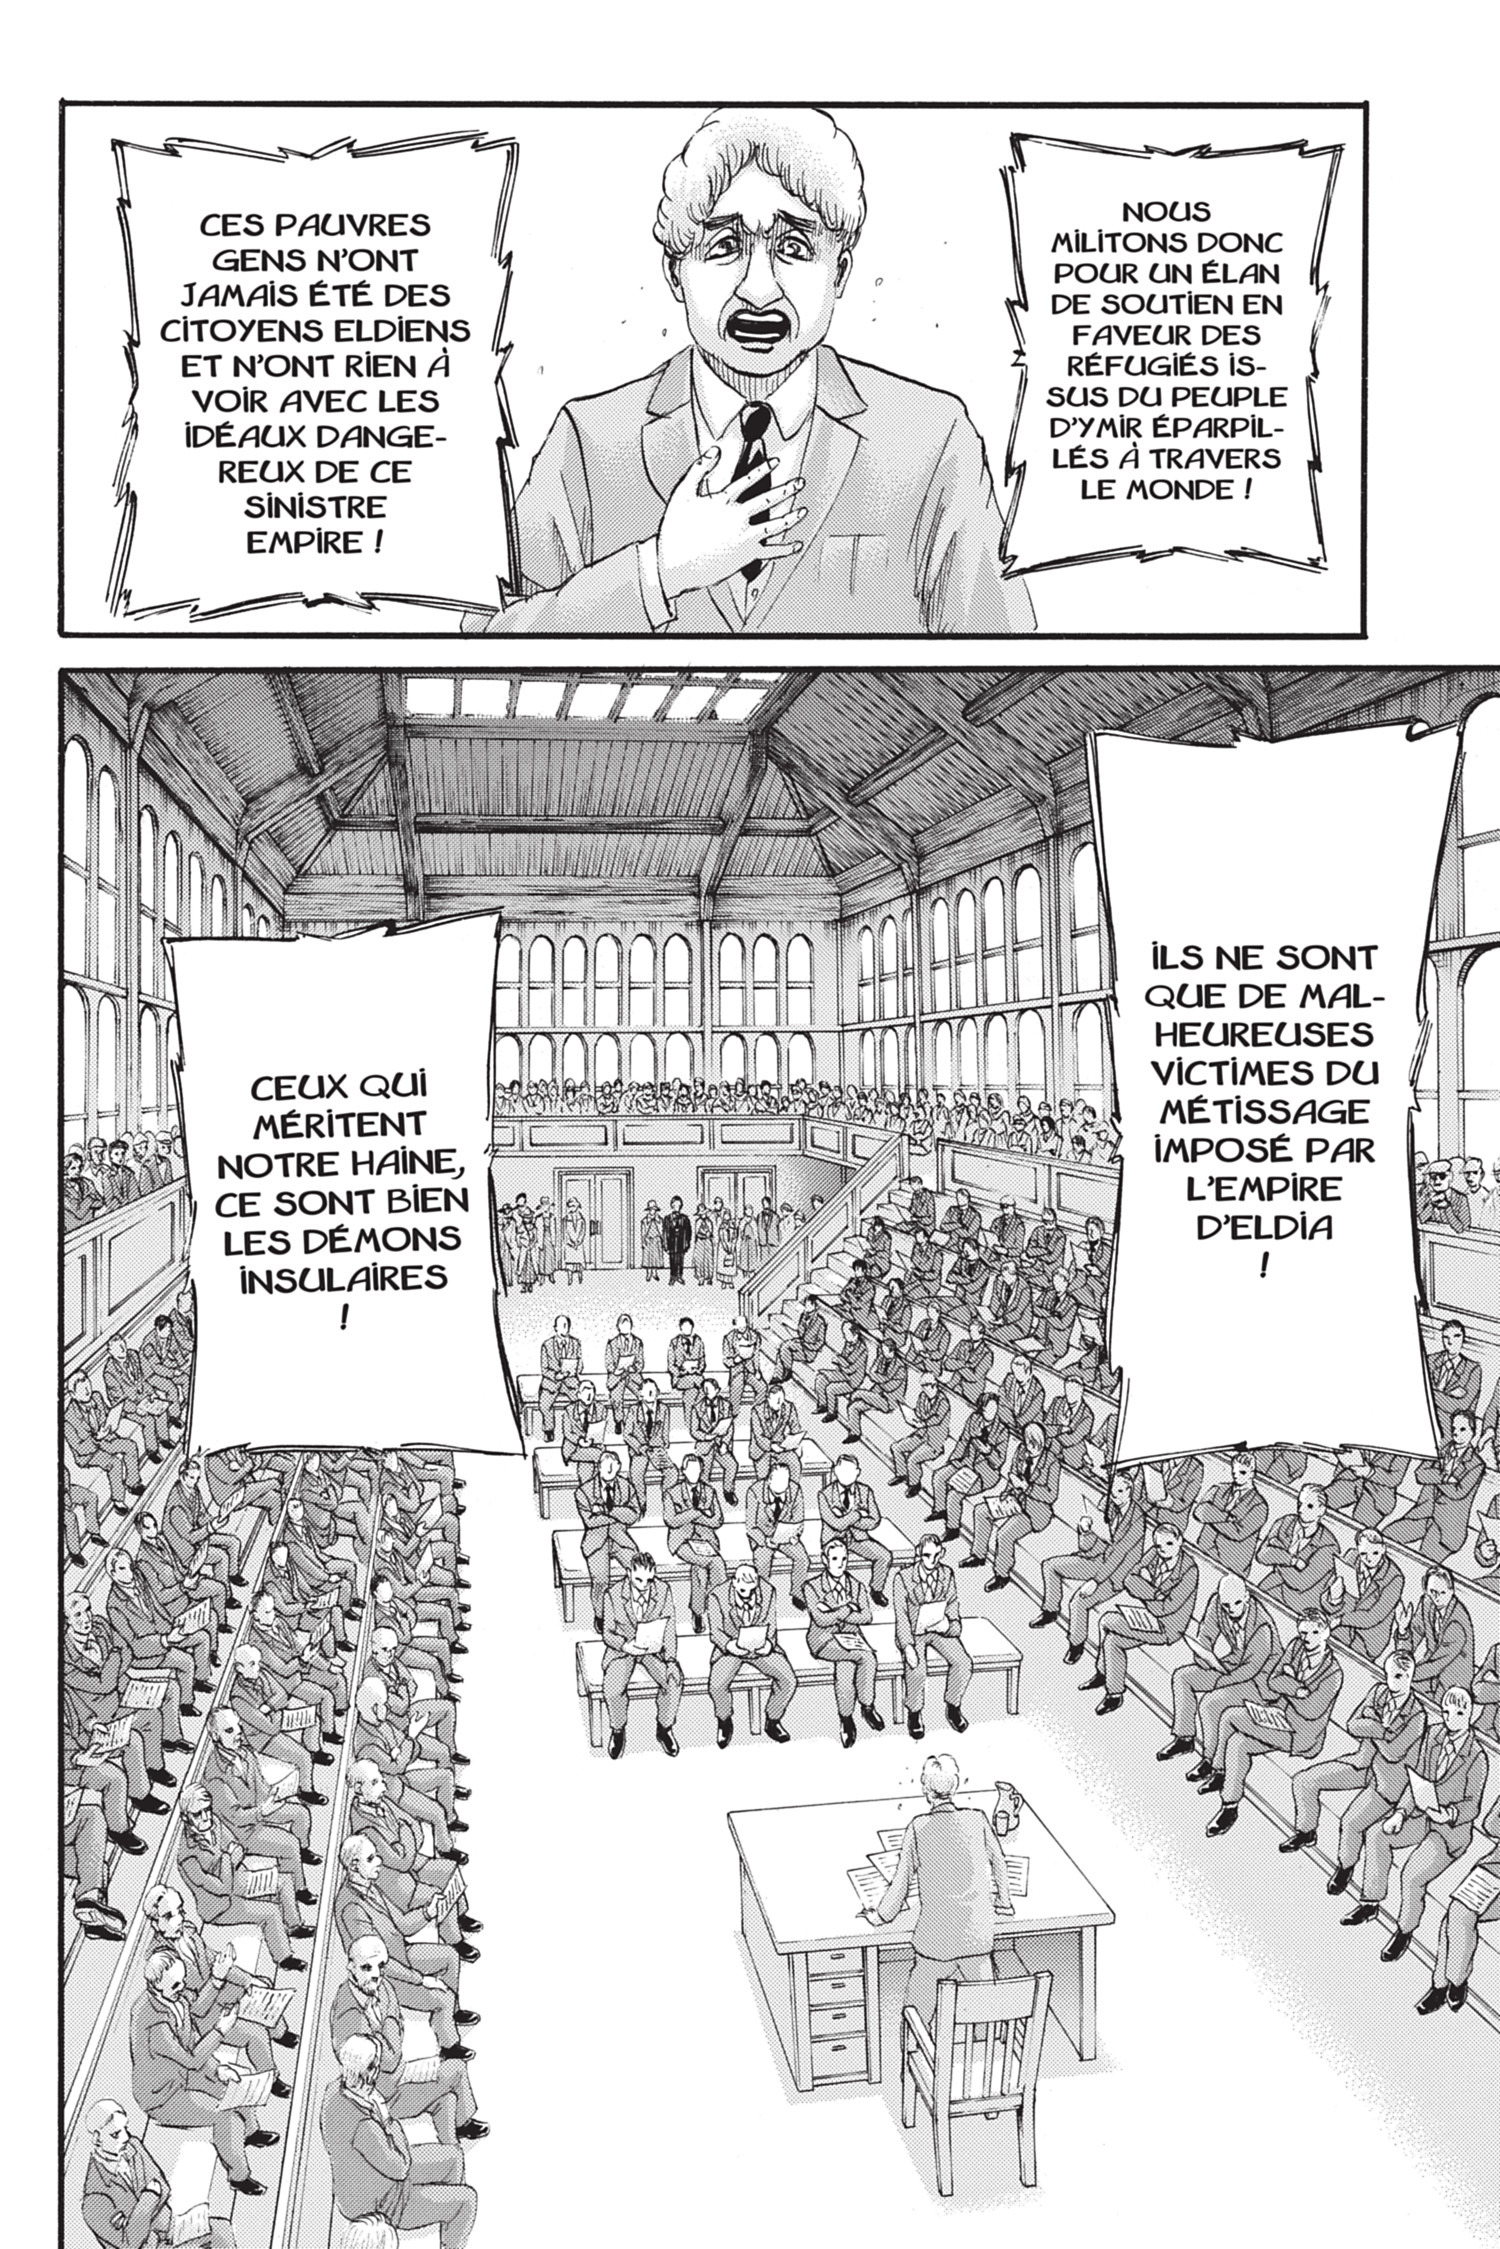 NOUS
MILITONS DONC
POUR UN ÉLAN
DE SOUTIEN EN
FAVEUR DES
RÉFUGIÉS IS-
SUS DU PEUPLE
D'YMIR ÉPARPIL-
LÉS À TRAVERS
LE MONDE !
CES PAUVRES
GENS N'ONT
JAMAIS ÉTÉ DES
CITOYENS ELDIENS
ET N'ONT RIEN À
VOIR AVEC LES
IDÉAUX DANGE-
REUX DE CE
SINISTRE
EMPIRE !
ILS NE SONT
QUE DE MAL-
HEUREUSES
VICTIMES DU
MÉTISSAGE
IMPOSÉ PAR
L'EMPIRE
D'ELDIA
!
CEUX QUI
MÉRITENT
NOTRE HAINE,
CE SONT BIEN
LES DÉMONS
INSULAIRES
!